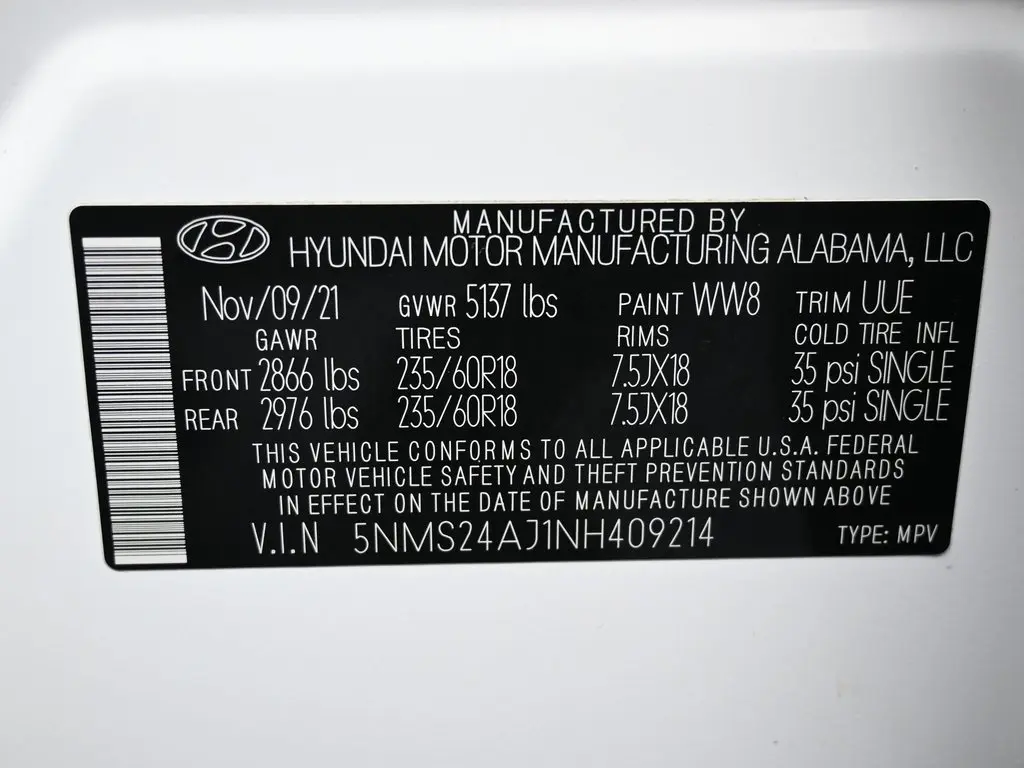 MANUFACTURED BY
HYUNDAI MOTOR MANUFACTURING ALABAMA, LLC
Nov/09/21 GVWR 5137 lbs PAINT WW8 TRIM UUE
GAWR TIRES RIMS COLD TIRE INFL
FRONT 2866 lbs 235/60R18 7.5JX18 35 psi SINGLE
REAR 2976 lbs 235/60R18 7.5JX18 35 psi SINGLE
THIS VEHICLE CONFORMS TO ALL APPLICABLE U.S.A. FEDERAL
MOTOR VEHICLE SAFETY AND THEFT PREVENTION STANDARDS
IN EFFECT ON THE DATE OF MANUFACTURE SHOWN ABOVE
V.I.N 5NMS24AJ1NH409214 TYPE: MPV